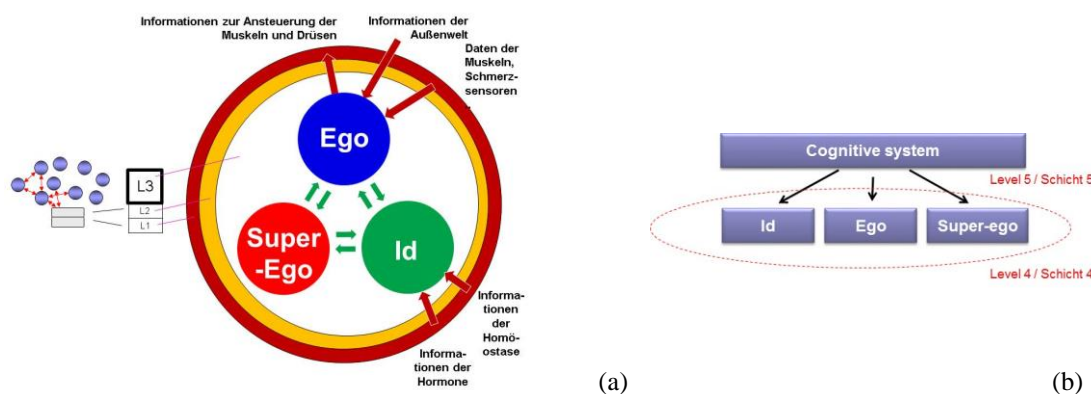 Informationen zur Ansteuerung der
Muskeln und Drüsen
Informationen der
Außenwelt
Daten der
Muskeln,
Schmerz-
sensoren
..
Ego
Super
-Ego
Id
L3
L2
L1
Informa-
tionen
der
Homö-
ostase
Informa-
tionen der
Hormone
(a)
Cognitive system
Level 5 / Schicht 5
Id
Ego
Super-ego
Level 4 / Schicht 4
(b)